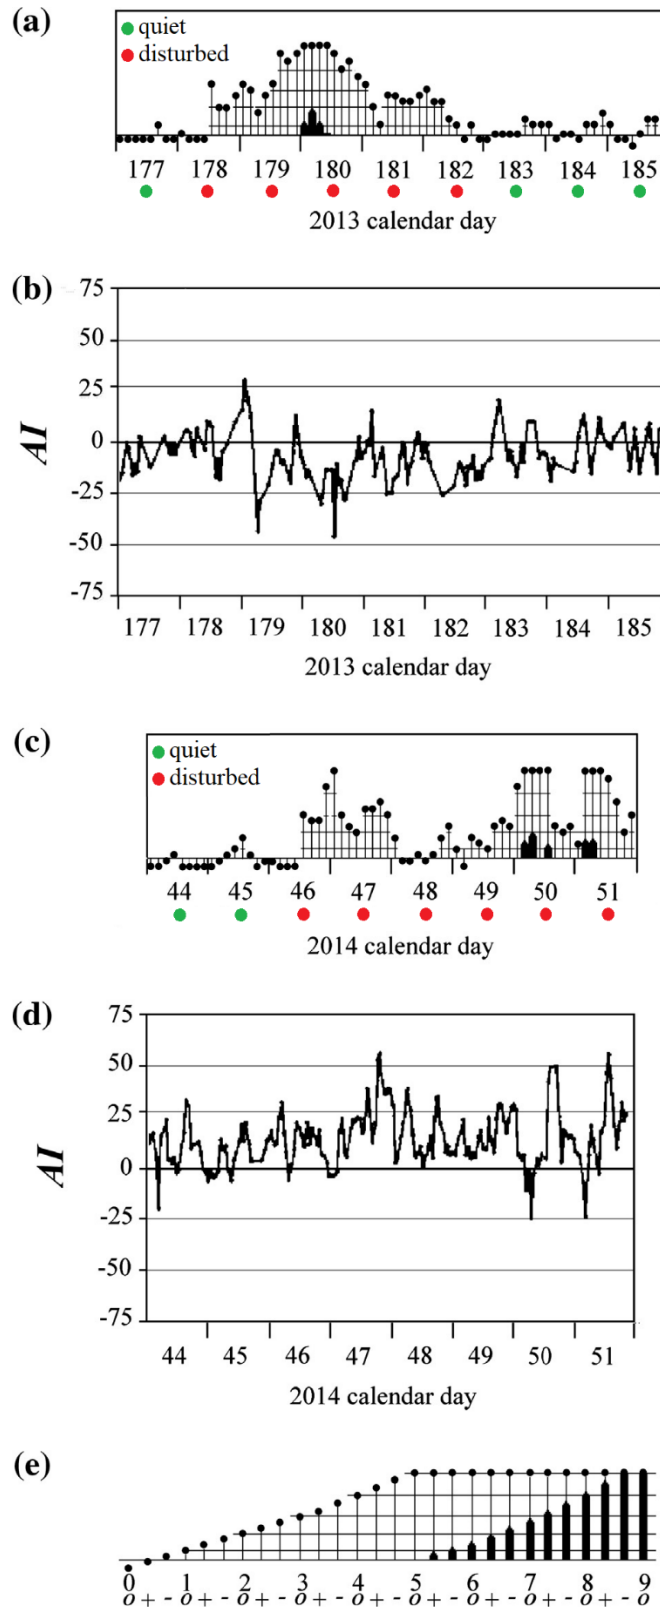 (a)
quiet
disturbed
177 178 179 180 181 182 183 184 185
2013 calendar day
(b)
75
50
25
0
-25
-50
-75
AI
177 178 179 180 181 182 183 184 185
2013 calendar day
(c)
quiet
disturbed
44 45 46 47 48 49 50 51
2014 calendar day
(d)
75
50
25
0
-25
-50
-75
AI
44 45 46 47 48 49 50 51
2014 calendar day
(e)
0 1 2 3 4 5 6 7 8 9
o + - o + - o + - o + - o + - o + - o + - o + - o + - o